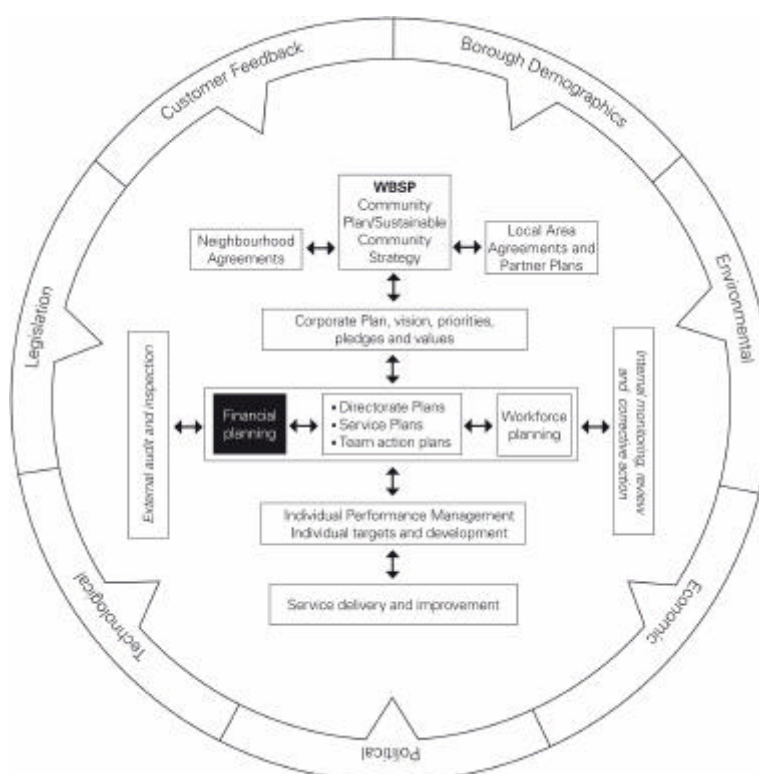 Customer Feedback
Borough Demographics
Legislation
Environmental
WBSP
Community
Plan/Sustainable
Community
Strategy
Neighbourhood
Agreements
Local Area
Agreements and
Partner Plans
Corporate Plan, vision, priorities,
pledges and values
External audit and inspection
Financial
planning
• Directorate Plans
• Service Plans
• Team action plans
Workforce
planning
Internal monitoring, review
and corrective action
Individual Performance Management
Individual targets and development
Service delivery and improvement
Technological
Economic
Political